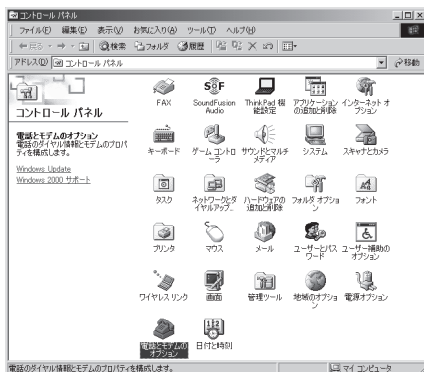 コントロール パネル
ファイル(F) 編集(E) 表示(V) お気に入り(A) ツール(T) ヘルプ(H)
戻る 検索 フォルダ 履歴
アドレス(D) コントロール パネル 移動
コントロール パネル
電話とモデムのオプション
電話のダイヤル情報とモデムのプロパティを構成します。
Windows Update
Windows 2000 サポート
FAX
SoundFusion Audio
ThinkPad 機能設定
アプリケーションの追加と削除
インターネット オプション
キーボード
ゲーム コントローラ
サウンドとマルチメディア
システム
スキャナとカメラ
タスク
ネットワークとダイヤルアップ...
ハードウェアの追加と削除
フォルダ オプション
フォント
プリンタ
マウス
メール
ユーザーとパスワード
ユーザー補助のオプション
ワイヤレス リンク
画面
管理ツール
地域のオプション
電源オプション
電話とモデムのオプション
日付と時刻
電話のダイヤル情報とモデムのプロパティを構成します。 マイ コンピュータ